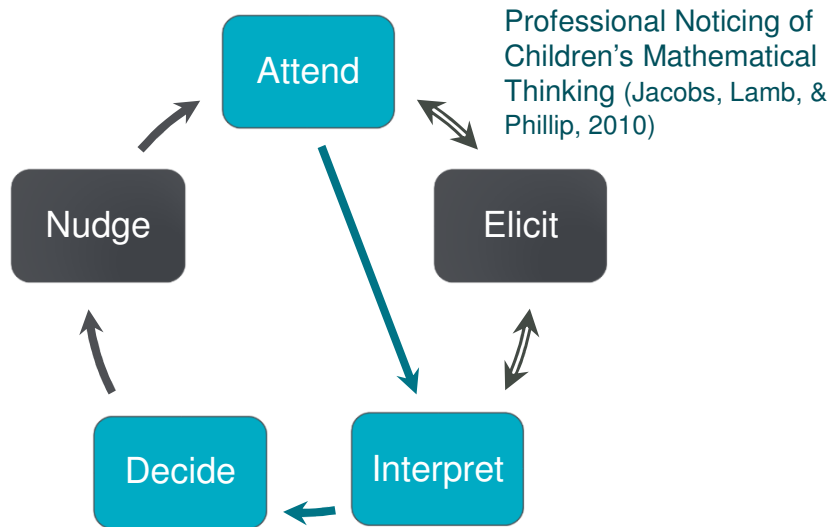 Professional Noticing of
Children's Mathematical
Thinking (Jacobs, Lamb, &
Phillip, 2010)
Attend
Nudge
Elicit
Decide
Interpret